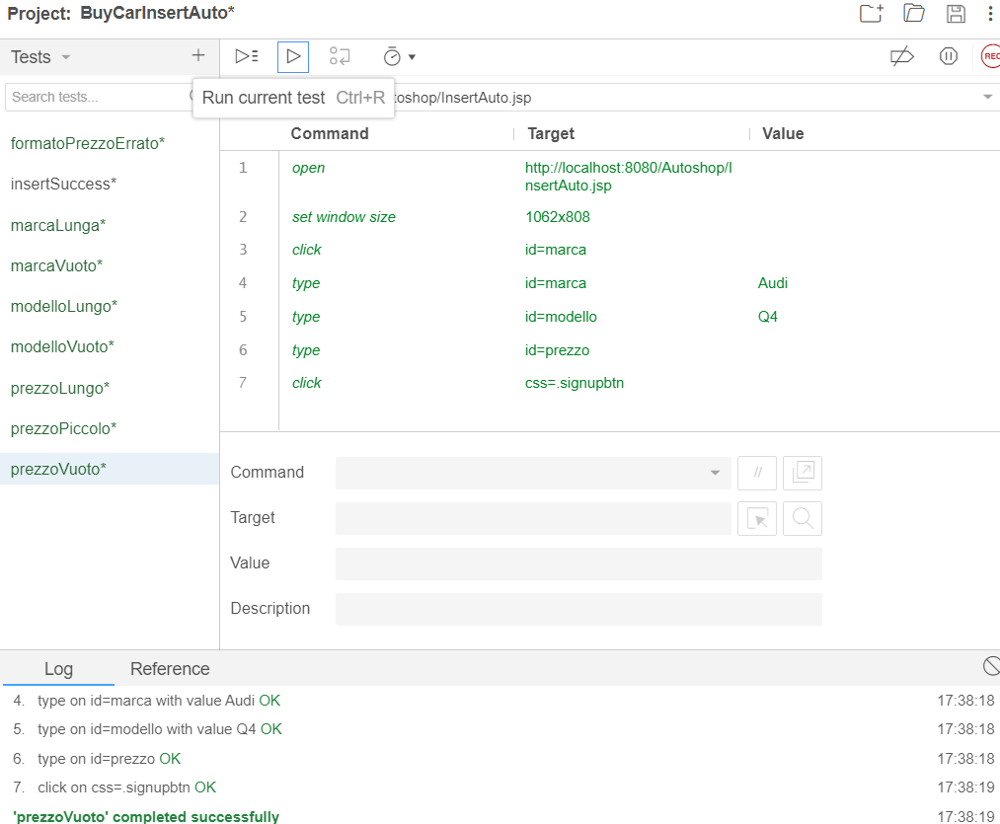 Project: BuyCarInsertAuto*
Tests
REC
Search tests...
Run current test Ctrl+R
toshop/InsertAuto.jsp
Command Target Value
formatoPrezzoErrato*
insertSuccess*
marcaLunga*
marcaVuoto*
modelloLungo*
modelloVuoto*
prezzoLungo*
prezzoPiccolo*
prezzoVuoto*
1 open http://localhost:8080/Autoshop/I
nsertAuto.jsp
2 set window size 1062x808
3 click id=marca
4 type id=marca Audi
5 type id=modello Q4
6 type id=prezzo
7 click css=.signupbtn
Command //
Target
Value
Description
Log Reference
4. type on id=marca with value Audi OK 17:38:18
5. type on id=modello with value Q4 OK 17:38:18
6. type on id=prezzo OK 17:38:18
7. click on css=.signupbtn OK 17:38:19
'prezzoVuoto' completed successfully 17:38:19